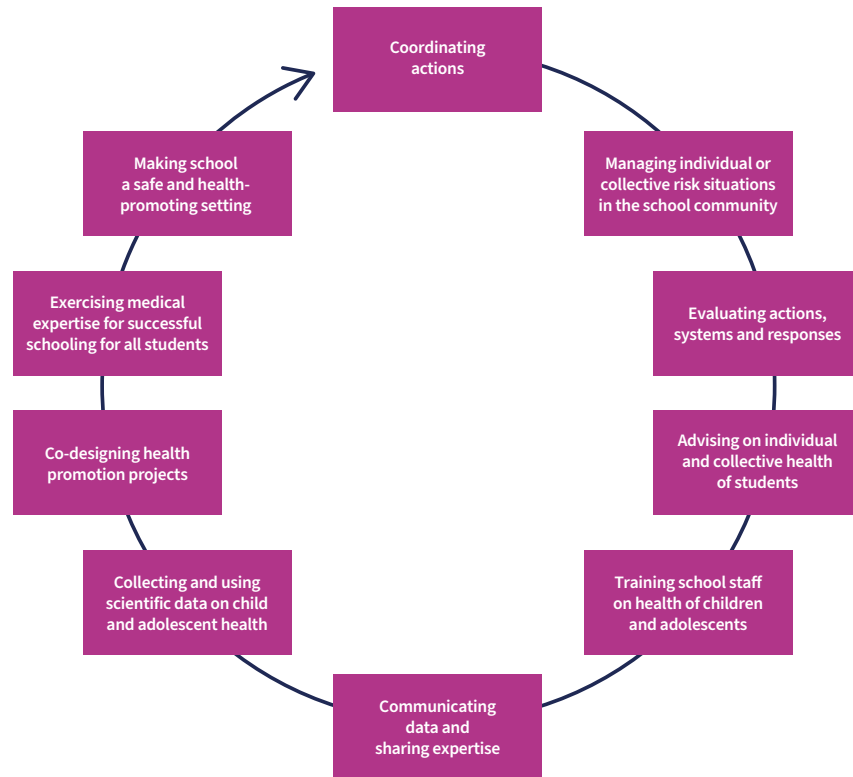 Coordinating
actions
Managing individual or
collective risk situations
in the school community
Evaluating actions,
systems and responses
Advising on individual
and collective health
of students
Training school staff
on health of children
and adolescents
Communicating
data and
sharing expertise
Collecting and using
scientific data on child
and adolescent health
Co-designing health
promotion projects
Exercising medical
expertise for successful
schooling for all students
Making school
a safe and health-
promoting setting